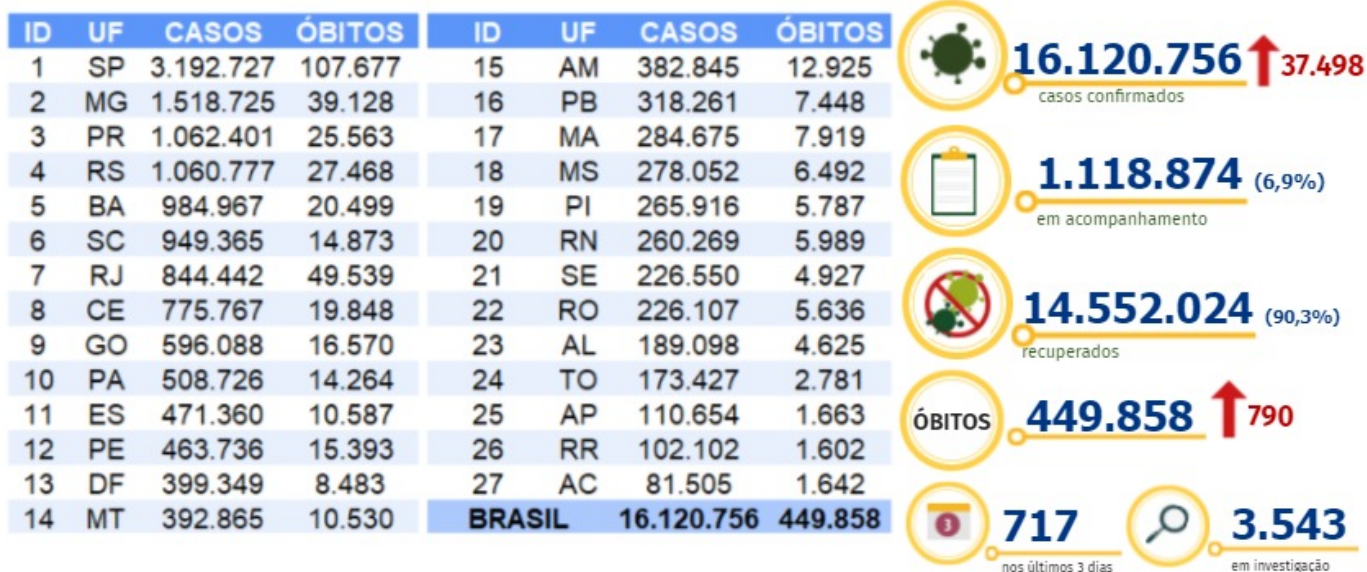 ID UF CASOS ÓBITOS
1 SP 3.192.727 107.677
2 MG 1.518.725 39.128
3 PR 1.062.401 25.563
4 RS 1.060.777 27.468
5 BA 984.967 20.499
6 SC 949.365 14.873
7 RJ 844.442 49.539
8 CE 775.767 19.848
9 GO 596.088 16.570
10 PA 508.726 14.264
11 ES 471.360 10.587
12 PE 463.736 15.393
13 DF 399.349 8.483
14 MT 392.865 10.530
ID UF CASOS ÓBITOS
15 AM 382.845 12.925
16 PB 318.261 7.448
17 MA 284.675 7.919
18 MS 278.052 6.492
19 PI 265.916 5.787
20 RN 260.269 5.989
21 SE 226.550 4.927
22 RO 226.107 5.636
23 AL 189.098 4.625
24 TO 173.427 2.781
25 AP 110.654 1.663
26 RR 102.102 1.602
27 AC 81.505 1.642
BRASIL 16.120.756 449.858
16.120.756 37.498
casos confirmados
1.118.874 (6,9%)
em acompanhamento
14.552.024 (90,3%)
recuperados
ÓBITOS 449.858 790
3 717
nos últimos 3 dias
3.543
em investigação